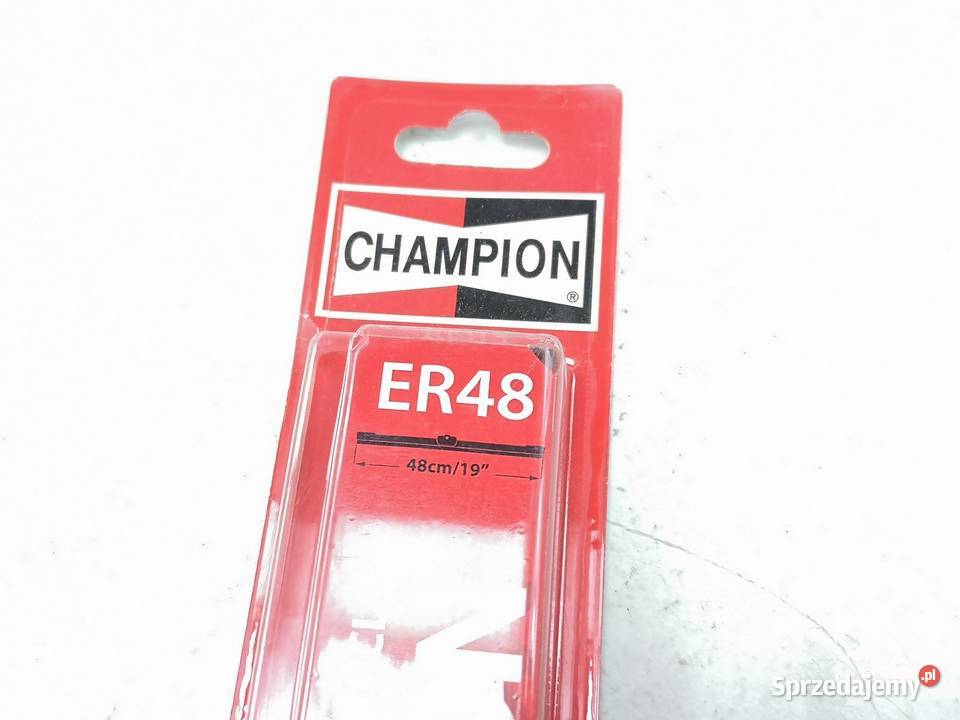 CHAMPION
®
ER48
48cm/19"
Sprzedajemy.pl